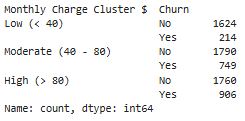 Monthly Charge Cluster $  Churn
Low (< 40)                No       1624
                          Yes       214
Moderate (40 - 80)        No       1790
                          Yes       749
High (> 80)               No       1760
                          Yes       906
Name: count, dtype: int64